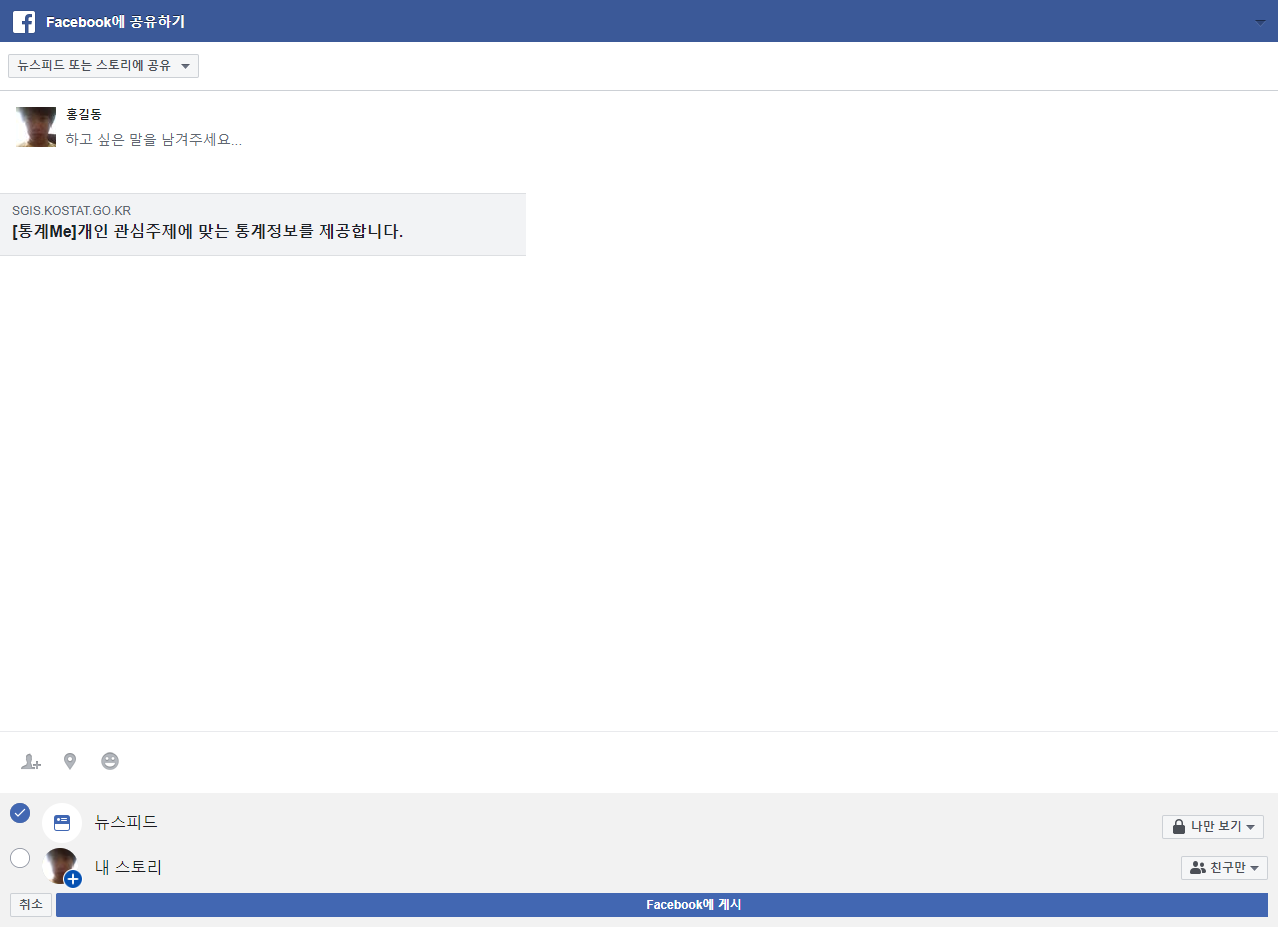 Facebook에 공유하기
뉴스피드 또는 스토리에 공유
홍길동
하고 싶은 말을 남겨주세요...
SGIS.KOSTAT.GO.KR
[통계Me]개인 관심주제에 맞는 통계정보를 제공합니다.
뉴스피드
나만 보기
내 스토리
친구만
취소
Facebook에 게시